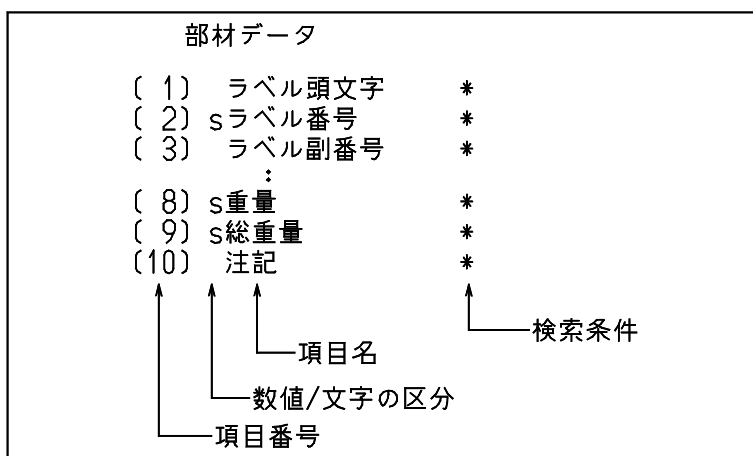 部材データ
( 1) ラベル頭文字 *
( 2) sラベル番号 *
( 3) ラベル副番号 *
:
( 8) s重量 *
( 9) s総重量 *
(10) 注記 *
検索条件
項目名
数値/文字の区分
項目番号